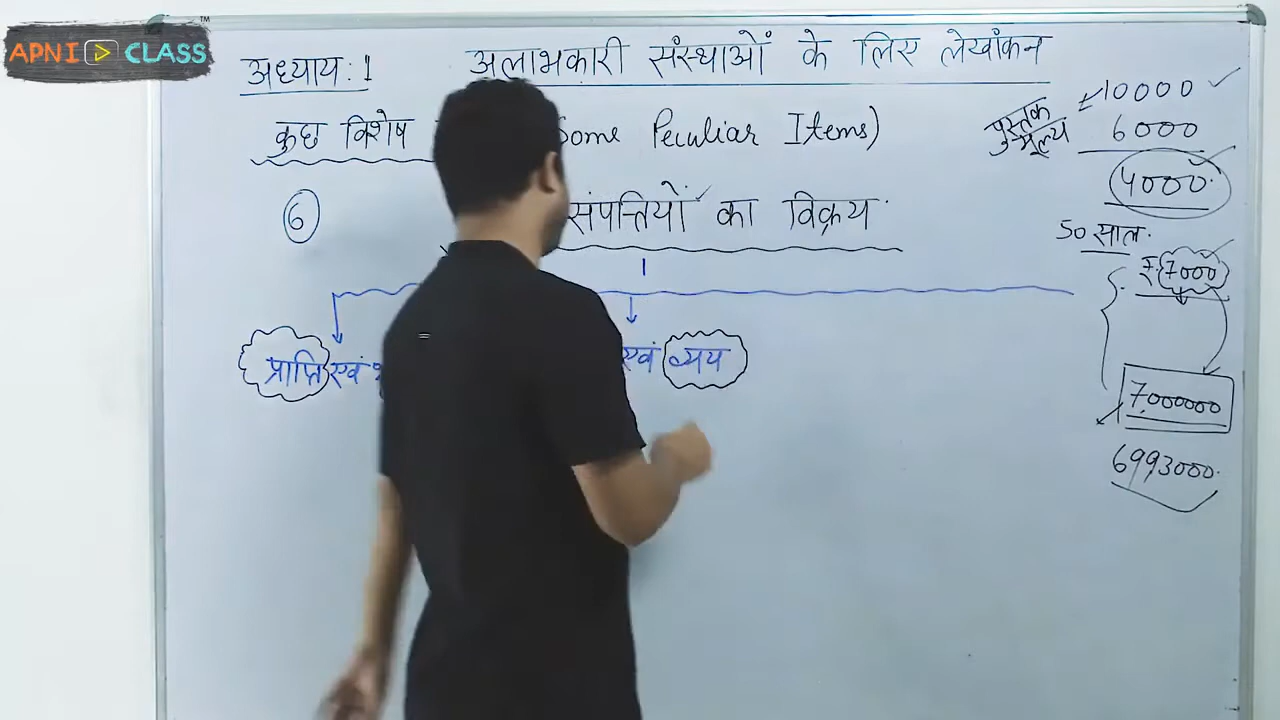 APNI CLASS™
अध्याय: 1 अलाभकारी संस्थाओं के लिए लेखांकन
कुछ विशेष Some Peculiar Items)
6 संपत्तियों का विक्रय
प्राप्ति एवं
एवं व्यय
पुस्तक मूल्य
10000
6000
4000
50 साल
₹7000
7000000
6993000